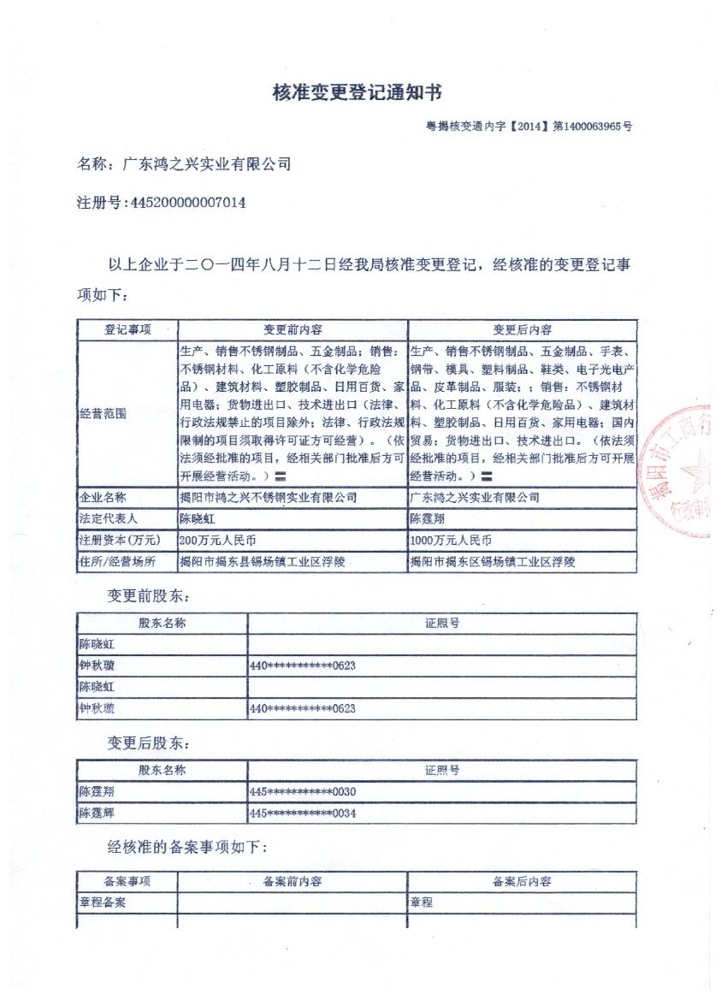 核准变更登记通知书
粤揭核变通内字【2014】第1400063965号
名称：广东鸿之兴实业有限公司
注册号:445200000007014
以上企业于二〇一四年八月十二日经我局核准变更登记，经核准的变更登记事
项如下：
登记事项 变更前内容 变更后内容
经营范围
生产、销售不锈钢制品、五金制品；销售：
不锈钢材料、化工原料（不含化学危险
品）、建筑材料、塑胶制品、日用百货、家
用电器；货物进出口、技术进出口（法律、
行政法规禁止的项目除外；法律、行政法规
限制的项目须取得许可证方可经营）。（依
法须经批准的项目，经相关部门批准后方可
开展经营活动。）〓
生产、销售不锈钢制品、五金制品、手表、
钢带、模具、塑料制品、鞋类、电子光电产
品、皮革制品、服装；；销售：不锈钢材
料、化工原料（不含化学危险品）、建筑材
料、塑胶制品、日用百货、家用电器；国内
贸易；货物进出口、技术进出口。（依法须
经批准的项目，经相关部门批准后方可开展
经营活动。）〓
企业名称 揭阳市鸿之兴不锈钢实业有限公司 广东鸿之兴实业有限公司
法定代表人 陈晓虹 陈霆翔
注册资本(万元) 200万元人民币 1000万元人民币
住所/经营场所 揭阳市揭东县锡场镇工业区浮陵 揭阳市揭东区锡场镇工业区浮陵
变更前股东：
股东名称 证照号
陈晓虹
钟秋璇 440***********0623
陈晓虹
钟秋璇 440***********0623
变更后股东：
股东名称 证照号
陈霆翔 445***********0030
陈霆辉 445***********0034
经核准的备案事项如下：
备案事项 备案前内容 备案后内容
章程备案 章程
揭阳市工商行
行政审